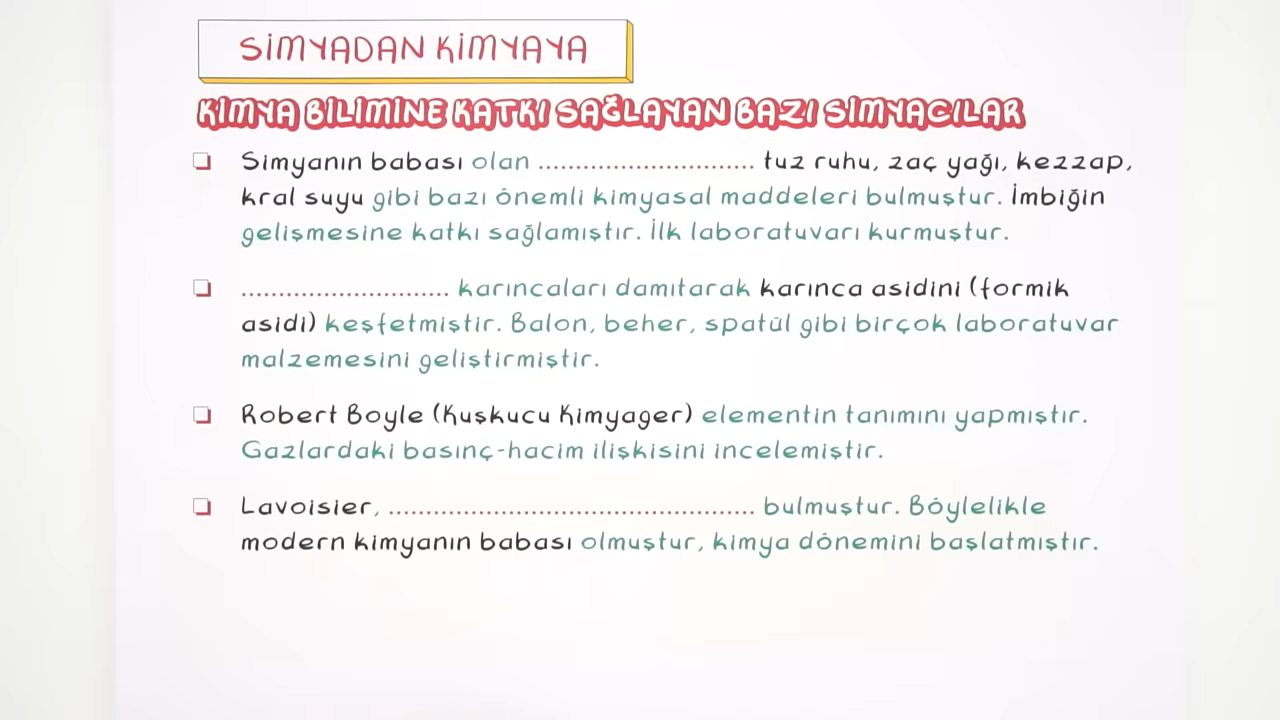 SİMYADAN KİMYAYA
KİMYA BİLİMİNE KATKI SAĞLAYAN BAZI SİMYACILAR
Simyanın babası olan ............................. tuz ruhu, zaç yağı, kezzap,
kral suyu gibi bazı önemli kimyasal maddeleri bulmuştur. İmbiğin
gelişmesine katkı sağlamıştır. İlk laboratuvarı kurmuştur.
............................ karıncaları damıtarak karınca asidini (formik
asidi) keşfetmiştir. Balon, beher, spatül gibi birçok laboratuvar
malzemesini geliştirmiştir.
Robert Boyle (Kuşkucu Kimyager) elementin tanımını yapmıştır.
Gazlardaki basınç-hacim ilişkisini incelemiştir.
Lavoisier, ................................................. bulmuştur. Böylelikle
modern kimyanın babası olmuştur, kimya dönemini başlatmıştır.